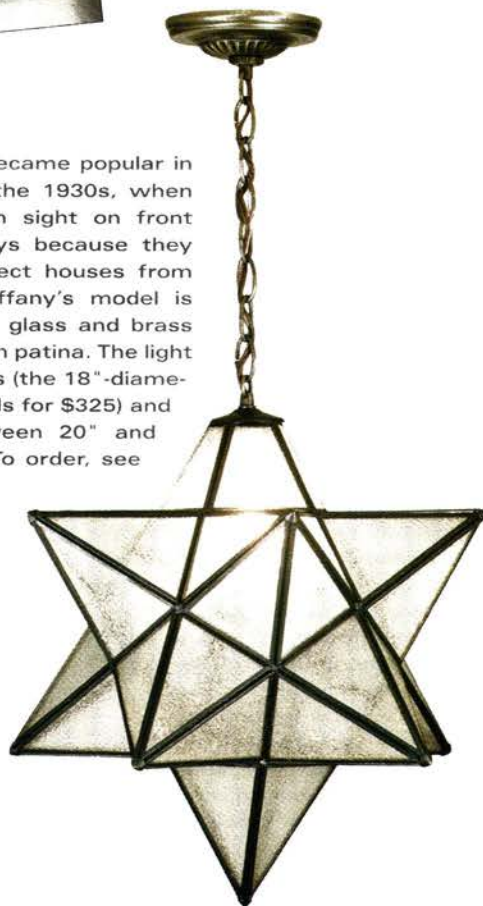 ecame popular in
the 1930s, when
n sight on front
ys because they
ect houses from
ffany's model is
glass and brass
n patina. The light
s (the 18"-diame-
ls for $325) and
ween 20" and
To order, see